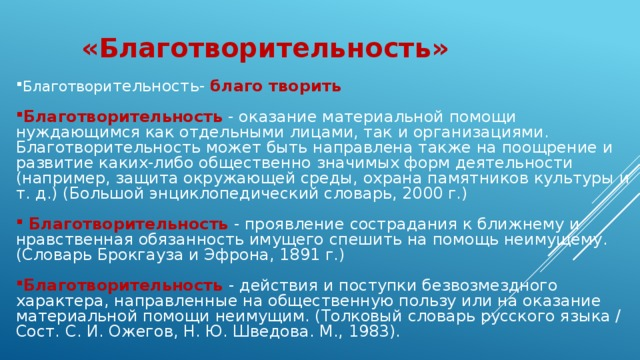 «Благотворительность»
▪Благотворительность- благо творить
▪Благотворительность - оказание материальной помощи
нуждающимся как отдельными лицами, так и организациями.
Благотворительность может быть направлена также на поощрение и
развитие каких-либо общественно значимых форм деятельности
(например, защита окружающей среды, охрана памятников культуры и
т. д.) (Большой энциклопедический словарь, 2000 г.)
▪ Благотворительность - проявление сострадания к ближнему и
нравственная обязанность имущего спешить на помощь неимущему.
(Словарь Брокгауза и Эфрона, 1891 г.)
▪Благотворительность - действия и поступки безвозмездного
характера, направленные на общественную пользу или на оказание
материальной помощи неимущим. (Толковый словарь русского языка /
Сост. С. И. Ожегов, Н. Ю. Шведова. М., 1983).